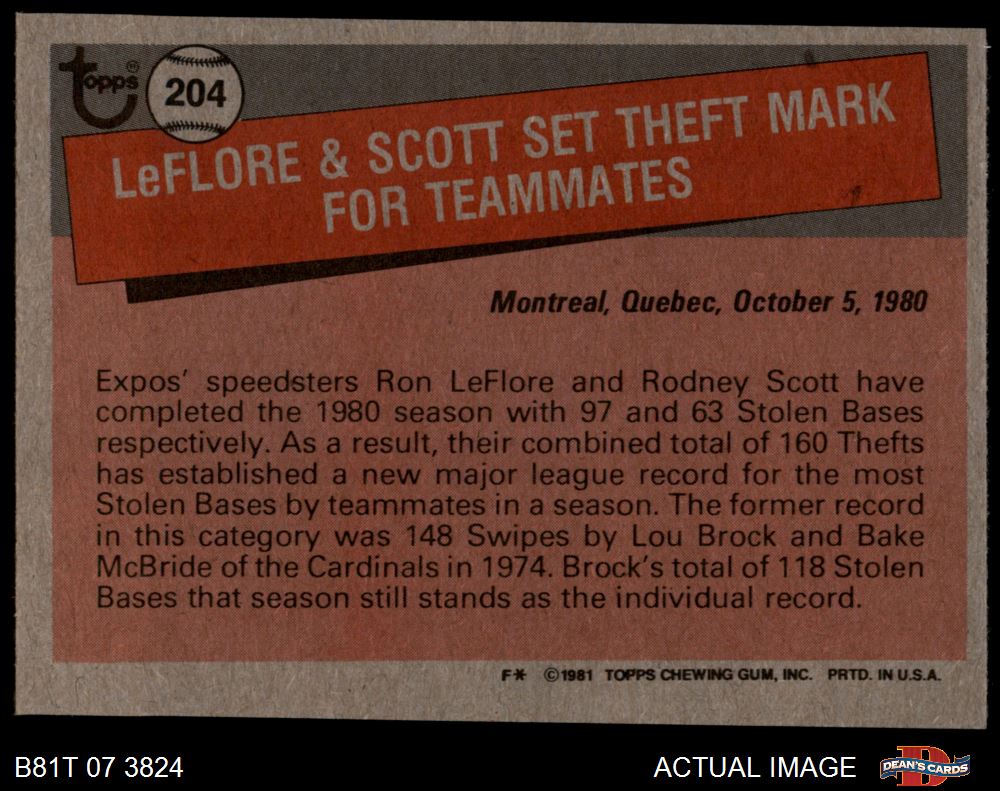 topps®
204
LeFLORE & SCOTT SET THEFT MARK
FOR TEAMMATES
Montreal, Quebec, October 5, 1980
Expos' speedsters Ron LeFlore and Rodney Scott have
completed the 1980 season with 97 and 63 Stolen Bases
respectively. As a result, their combined total of 160 Thefts
has established a new major league record for the most
Stolen Bases by teammates in a season. The former record
in this category was 148 Swipes by Lou Brock and Bake
McBride of the Cardinals in 1974. Brock's total of 118 Stolen
Bases that season still stands as the individual record.
F* ©1981 TOPPS CHEWING GUM, INC. PRTD. IN U.S.A.
B81T 07 3824
ACTUAL IMAGE
D
DEAN'S CARDS